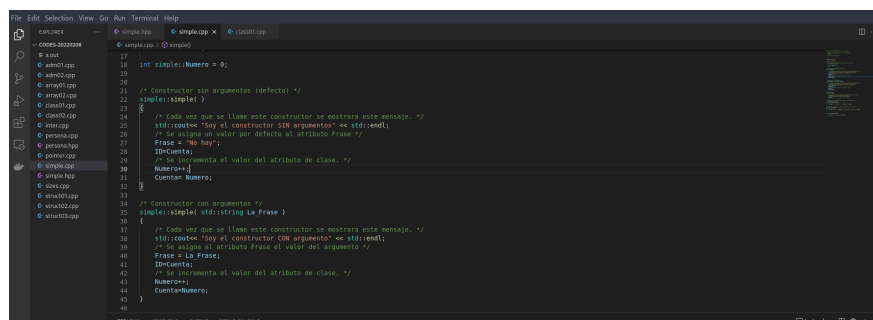 File Edit Selection View Go Run Terminal Help
EXPLORER
simple.hpp
simple.cpp ×
class01.cpp
CODES-20220208
simple.cpp > simple()
a.out
adm01.cpp
adm02.cpp
array01.cpp
array02.cpp
class01.cpp
class02.cpp
inter.cpp
persona.cpp
persona.hpp
pointer.cpp
simple.cpp
simple.hpp
sizes.cpp
struct01.cpp
struct02.cpp
struct03.cpp
17
18 int simple::Numero = 0;
19
20
21 /* Constructor sin argumentos (defecto) */
22 simple::simple( )
23 {
24 /* Cada vez que se llame este constructor se mostrara este mensaje. */
25 std::cout<< "Soy el constructor SIN argumentos" << std::endl;
26 /* Se asigna un valor por defecto al atributo Frase */
27 Frase = "No hay";
28 ID=Cuenta;
29 /* Se incrementa el valor del atributo de clase. */
30 Numero++;
31 Cuenta= Numero;
32 }
33
34 /* Constructor con argumentos */
35 simple::simple( std::string La_Frase )
36 {
37 /* Cada vez que se llame este constructor se mostrara este mensaje. */
38 std::cout<< "Soy el constructor CON argumento" << std::endl;
39 /* Se asigna al atributo Frase el valor del argumento */
40 Frase = La_Frase;
41 ID=Cuenta;
42 /* Se incrementa el valor del atributo de clase. */
43 Numero++;
44 Cuenta=Numero;
45 }
46